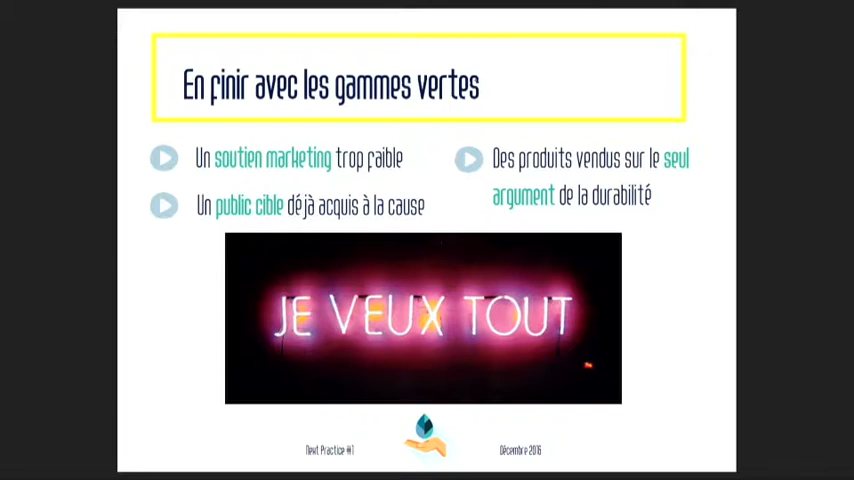 En finir avec les gammes vertes
Un soutien marketing trop faible
Un public cible déjà acquis à la cause
Des produits vendus sur le seul
argument de la durabilité
JE VEUX TOUT
Next Practice #1
Décembre 2016